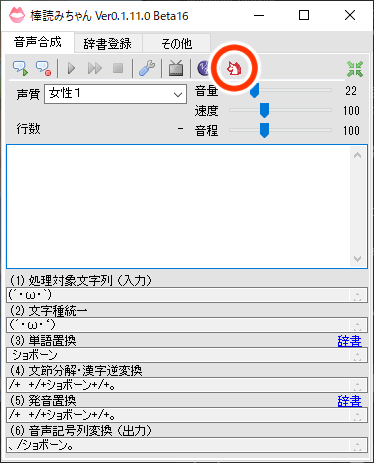 棒読みちゃん Ver0.1.11.0 Beta16
音声合成 辞書登録 その他
声質 女性1 音量 22
速度 100
行数 - 音程 100
(1) 処理対象文字列(入力)
(´・ω・`)
(2) 文字種統一
(´・ω・‘)
(3) 単語置換 辞書
ショボーン
(4) 文節分解・漢字逆変換
/+ +/+ショボーン+/+。
(5) 発音置換 辞書
/+ +/+ショボーン+/+。
(6) 音声記号列変換(出力)
、/ショボーン。